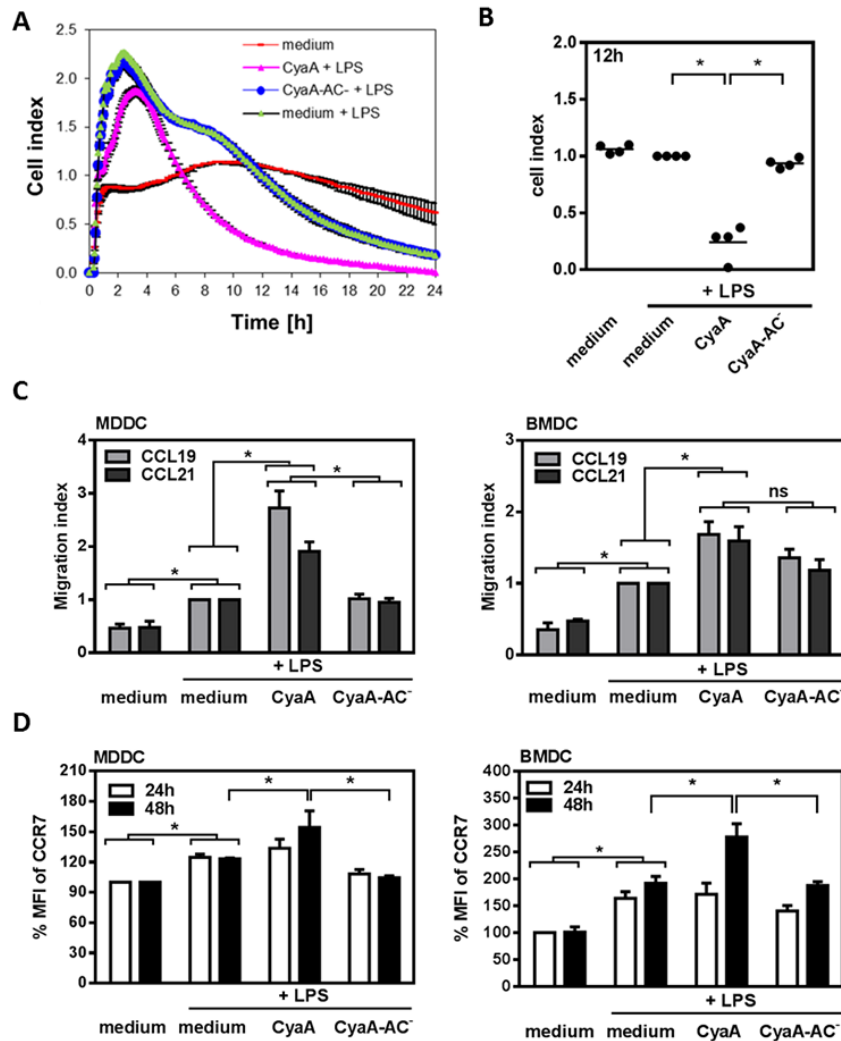 A
2.5
2.0
1.5
1.0
0.5
0.0
Cell index
medium
CyaA + LPS
CyaA-AC- + LPS
medium + LPS
0 2 4 6 8 10 12 14 16 18 20 22 24
Time [h]
B
12h
2.0
1.5
1.0
0.5
0.0
cell index
* *
+ LPS
medium medium CyaA CyaA-AC⁻
C
MDDC
CCL19
CCL21
4
3
2
1
0
Migration index
* * *
+ LPS
medium medium CyaA CyaA-AC⁻
BMDC
CCL19
CCL21
3
2
1
0
Migration index
* * ns
+ LPS
medium medium CyaA CyaA-AC⁻
D
MDDC
24h
48h
210
180
150
120
90
60
30
0
% MFI of CCR7
* * *
+ LPS
medium medium CyaA CyaA-AC⁻
BMDC
24h
48h
400
350
300
250
200
150
100
50
0
% MFI of CCR7
* * *
+ LPS
medium medium CyaA CyaA-AC⁻